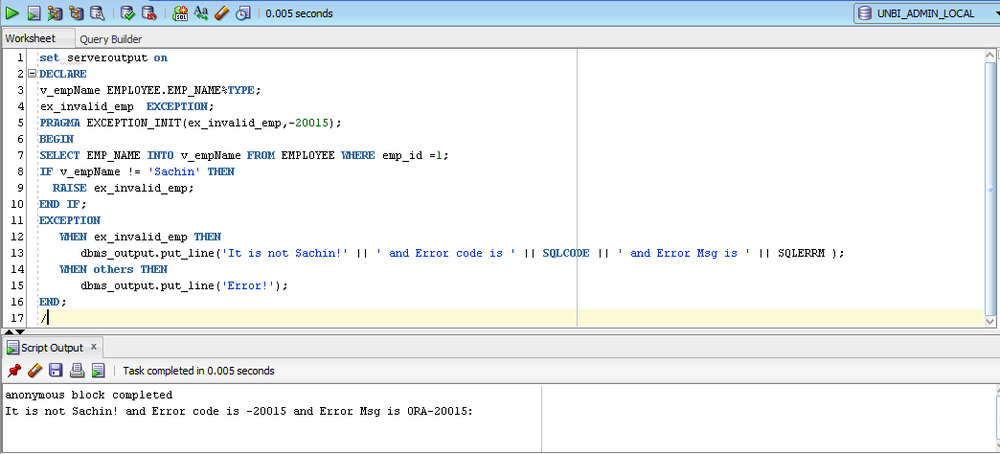 0.005 seconds
UNBI_ADMIN_LOCAL
Worksheet
Query Builder
1 set serveroutput on
2 DECLARE
3 v_empName EMPLOYEE.EMP_NAME%TYPE;
4 ex_invalid_emp  EXCEPTION;
5 PRAGMA EXCEPTION_INIT(ex_invalid_emp,-20015);
6 BEGIN
7 SELECT EMP_NAME INTO v_empName FROM EMPLOYEE WHERE emp_id =1;
8 IF v_empName != 'Sachin' THEN
9   RAISE ex_invalid_emp;
10 END IF;
11 EXCEPTION
12    WHEN ex_invalid_emp THEN
13       dbms_output.put_line('It is not Sachin!' || ' and Error code is ' || SQLCODE || ' and Error Msg is ' || SQLERRM );
14    WHEN others THEN
15       dbms_output.put_line('Error!');
16 END;
17 /
Script Output x
Task completed in 0.005 seconds
anonymous block completed
It is not Sachin! and Error code is -20015 and Error Msg is ORA-20015: